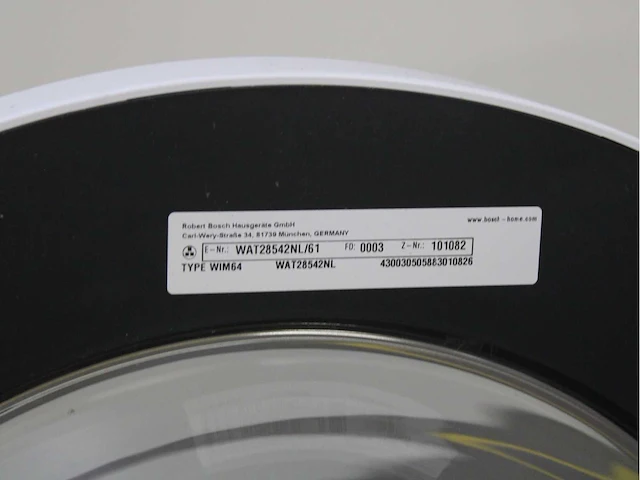 Robert Bosch Hausgeräte GmbH www.bosch-home.com
Carl-Wery-Straße 34, 81739 München, GERMANY
E-Nr.: WAT28542NL/61 FD: 0003 Z-Nr.: 101082
TYPE WIM64 WAT28542NL 430030505883010826